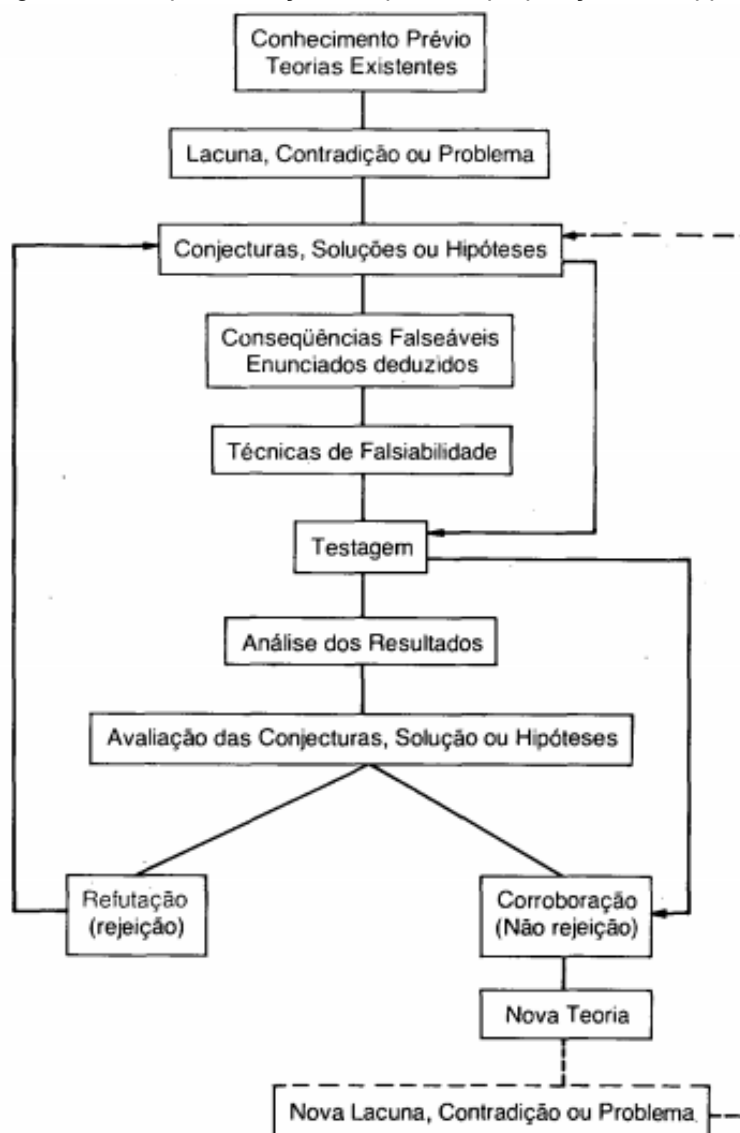 Conhecimento Prévio
Teorias Existentes
Lacuna, Contradição ou Problema
Conjecturas, Soluções ou Hipóteses
Conseqüências Falseáveis
Enunciados deduzidos
Técnicas de Falsiabilidade
Testagem
Análise dos Resultados
Avaliação das Conjecturas, Solução ou Hipóteses
Refutação
(rejeição)
Corroboração
(Não rejeição)
Nova Teoria
Nova Lacuna, Contradição ou Problema